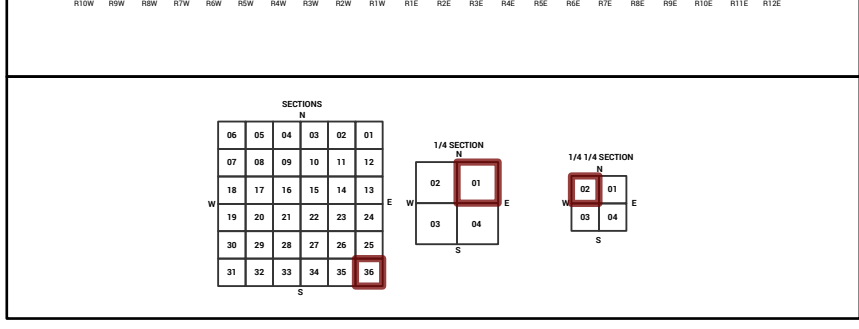 R10W R9W R8W R7W R6W R5W R4W R3W R2W R1W R1E R2E R3E R4E R5E R6E R7E R8E R9E R10E R11E R12E
SECTIONS
N
06 05 04 03 02 01
07 08 09 10 11 12
18 17 16 15 14 13
W E
19 20 21 22 23 24
30 29 28 27 26 25
31 32 33 34 35 36
S
1/4 SECTION
N
02 01
W E
03 04
S
1/4 1/4 SECTION
N
02 01
W E
03 04
S